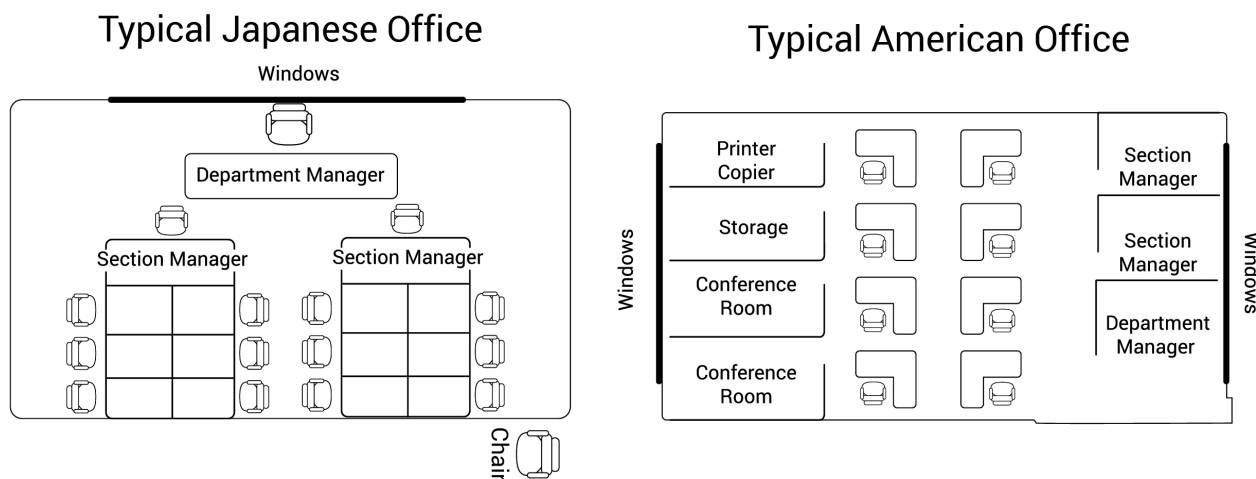 Typical Japanese Office
Windows
Department Manager
Section Manager
Section Manager
Chair
Typical American Office
Windows
Printer
Copier
Storage
Conference
Room
Conference
Room
Section
Manager
Section
Manager
Department
Manager
Windows